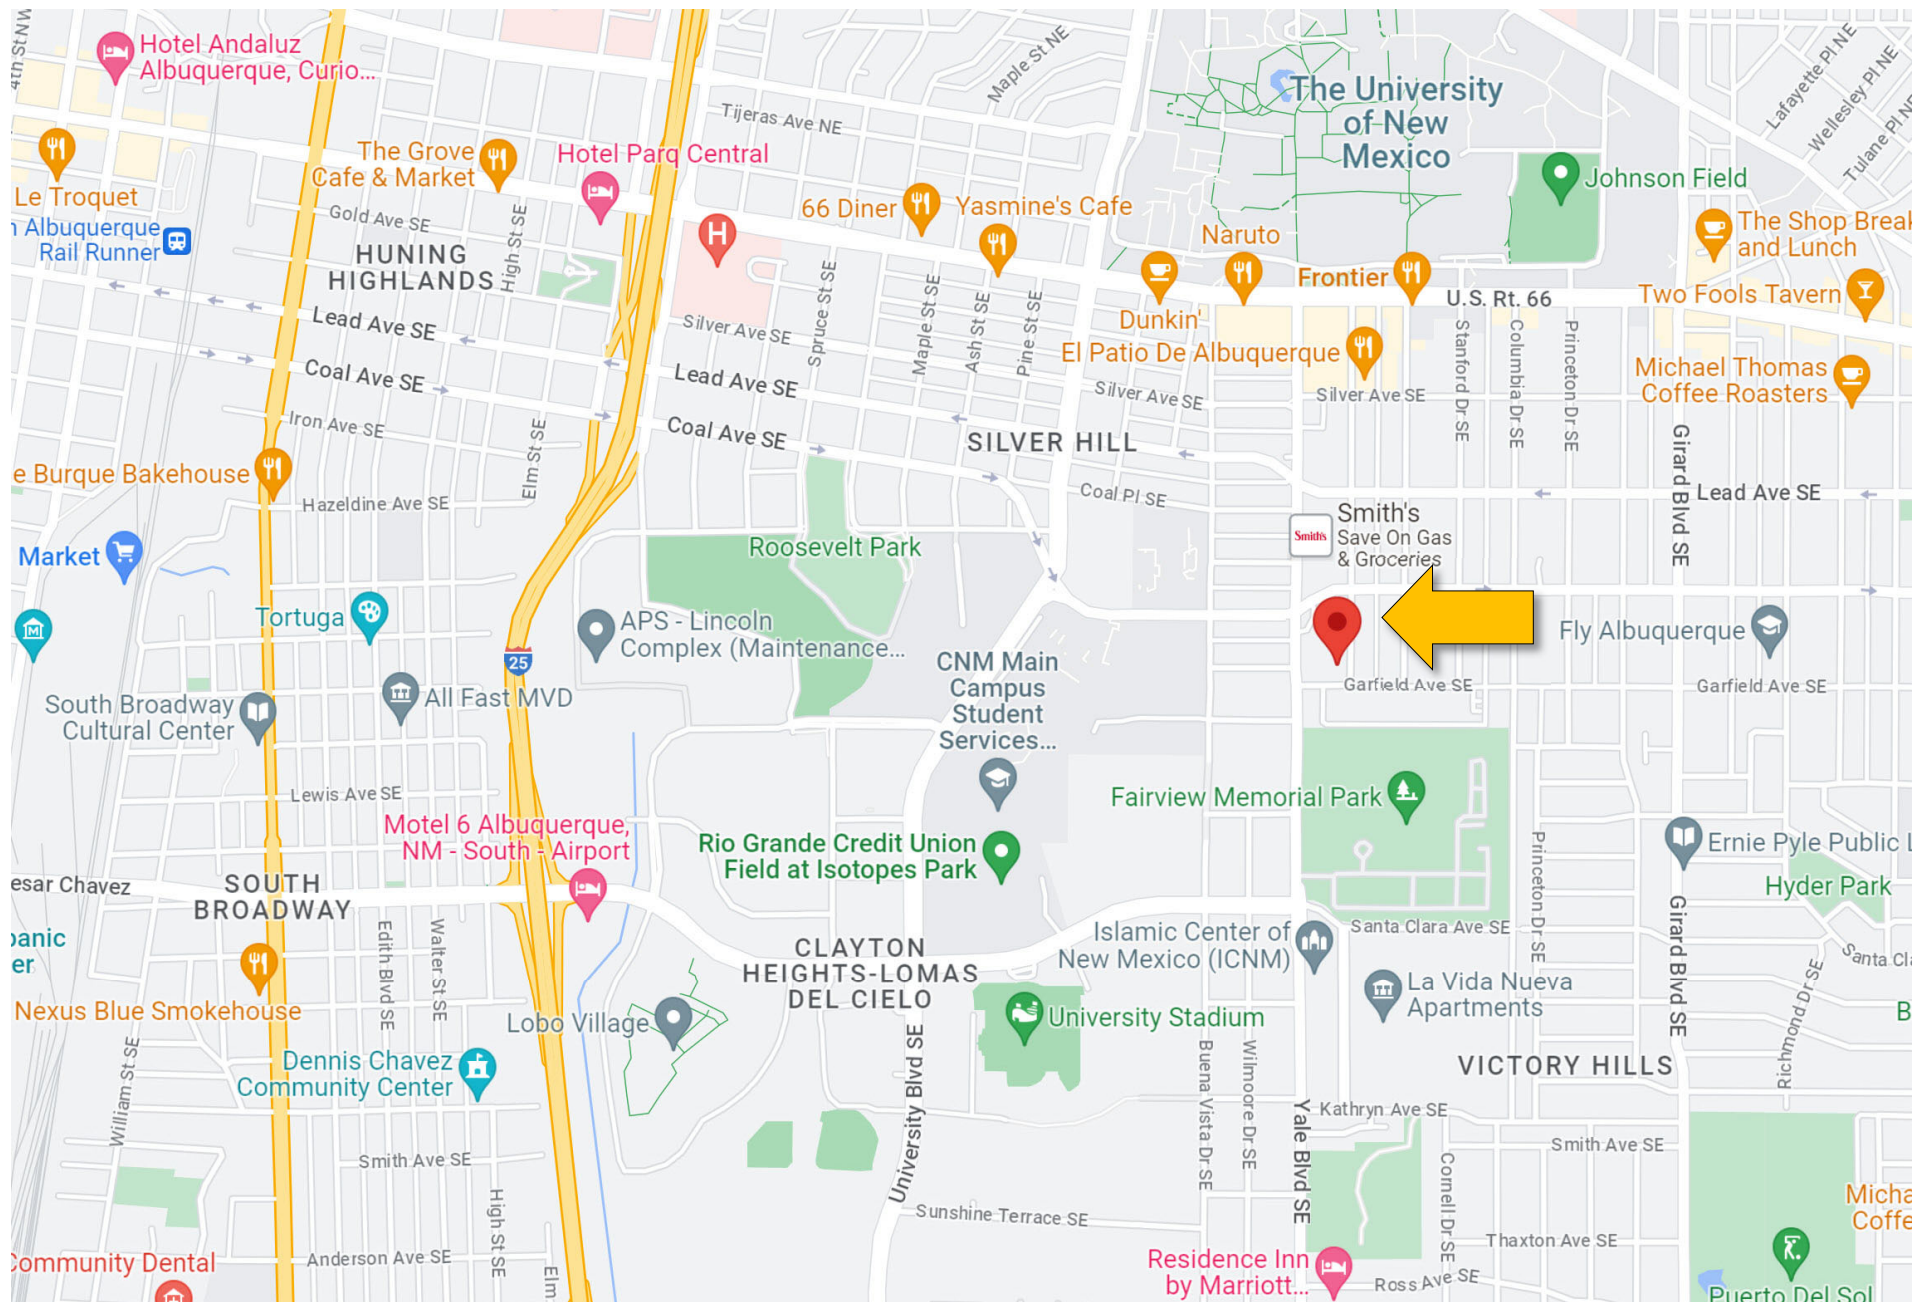 4th St NW
Hotel Andaluz
Albuquerque, Curio...
Maple St NE
The University
of New
Mexico
Lafayette Pl NE
Wellesley Pl NE
Tulane Pl NE
Tijeras Ave NE
The Grove
Cafe & Market
Hotel Parq Central
Le Troquet
Johnson Field
66 Diner
Yasmine's Cafe
Albuquerque
Rail Runner
Gold Ave SE
High St SE
HUNING
HIGHLANDS
H
Naruto
The Shop Break
and Lunch
Frontier
U.S. Rt. 66
Two Fools Tavern
Dunkin'
Lead Ave SE
Silver Ave SE
Spruce St SE
Maple St SE
Ash St SE
Pine St SE
El Patio De Albuquerque
Stanford Dr SE
Columbia Dr SE
Princeton Dr SE
Michael Thomas
Coffee Roasters
Coal Ave SE
Lead Ave SE
Silver Ave SE
Silver Ave SE
Iron Ave SE
Coal Ave SE
SILVER HILL
Girard Blvd SE
e Burque Bakehouse
Elm St SE
Hazeldine Ave SE
Coal Pl SE
Lead Ave SE
Smith's
Smith's
Save On Gas
& Groceries
Market
Roosevelt Park
Tortuga
APS - Lincoln
Complex (Maintenance...
Fly Albuquerque
25
CNM Main
Campus
Student
Services...
Garfield Ave SE
Garfield Ave SE
All Fast MVD
South Broadway
Cultural Center
Lewis Ave SE
Fairview Memorial Park
Motel 6 Albuquerque,
NM - South - Airport
Rio Grande Credit Union
Field at Isotopes Park
Princeton Dr SE
Ernie Pyle Public L
esar Chavez
SOUTH
BROADWAY
Hyder Park
Edith Blvd SE
Walter St SE
Islamic Center of
New Mexico (ICNM)
Santa Clara Ave SE
Girard Blvd SE
Santa Cl
panic
er
CLAYTON
HEIGHTS-LOMAS
DEL CIELO
La Vida Nueva
Apartments
Richmond Dr SE
Nexus Blue Smokehouse
Lobo Village
University Stadium
B
William St SE
Dennis Chavez
Community Center
University Blvd SE
Buena Vista Dr SE
Wilmoore Dr SE
VICTORY HILLS
Yale Blvd SE
Kathryn Ave SE
Smith Ave SE
Smith Ave SE
High St SE
Cornell Dr SE
Sunshine Terrace SE
Thaxton Ave SE
Micha
Coffe
Community Dental
Anderson Ave SE
Elm
Residence Inn
by Marriott...
Ross Ave SE
Puerto Del Sol